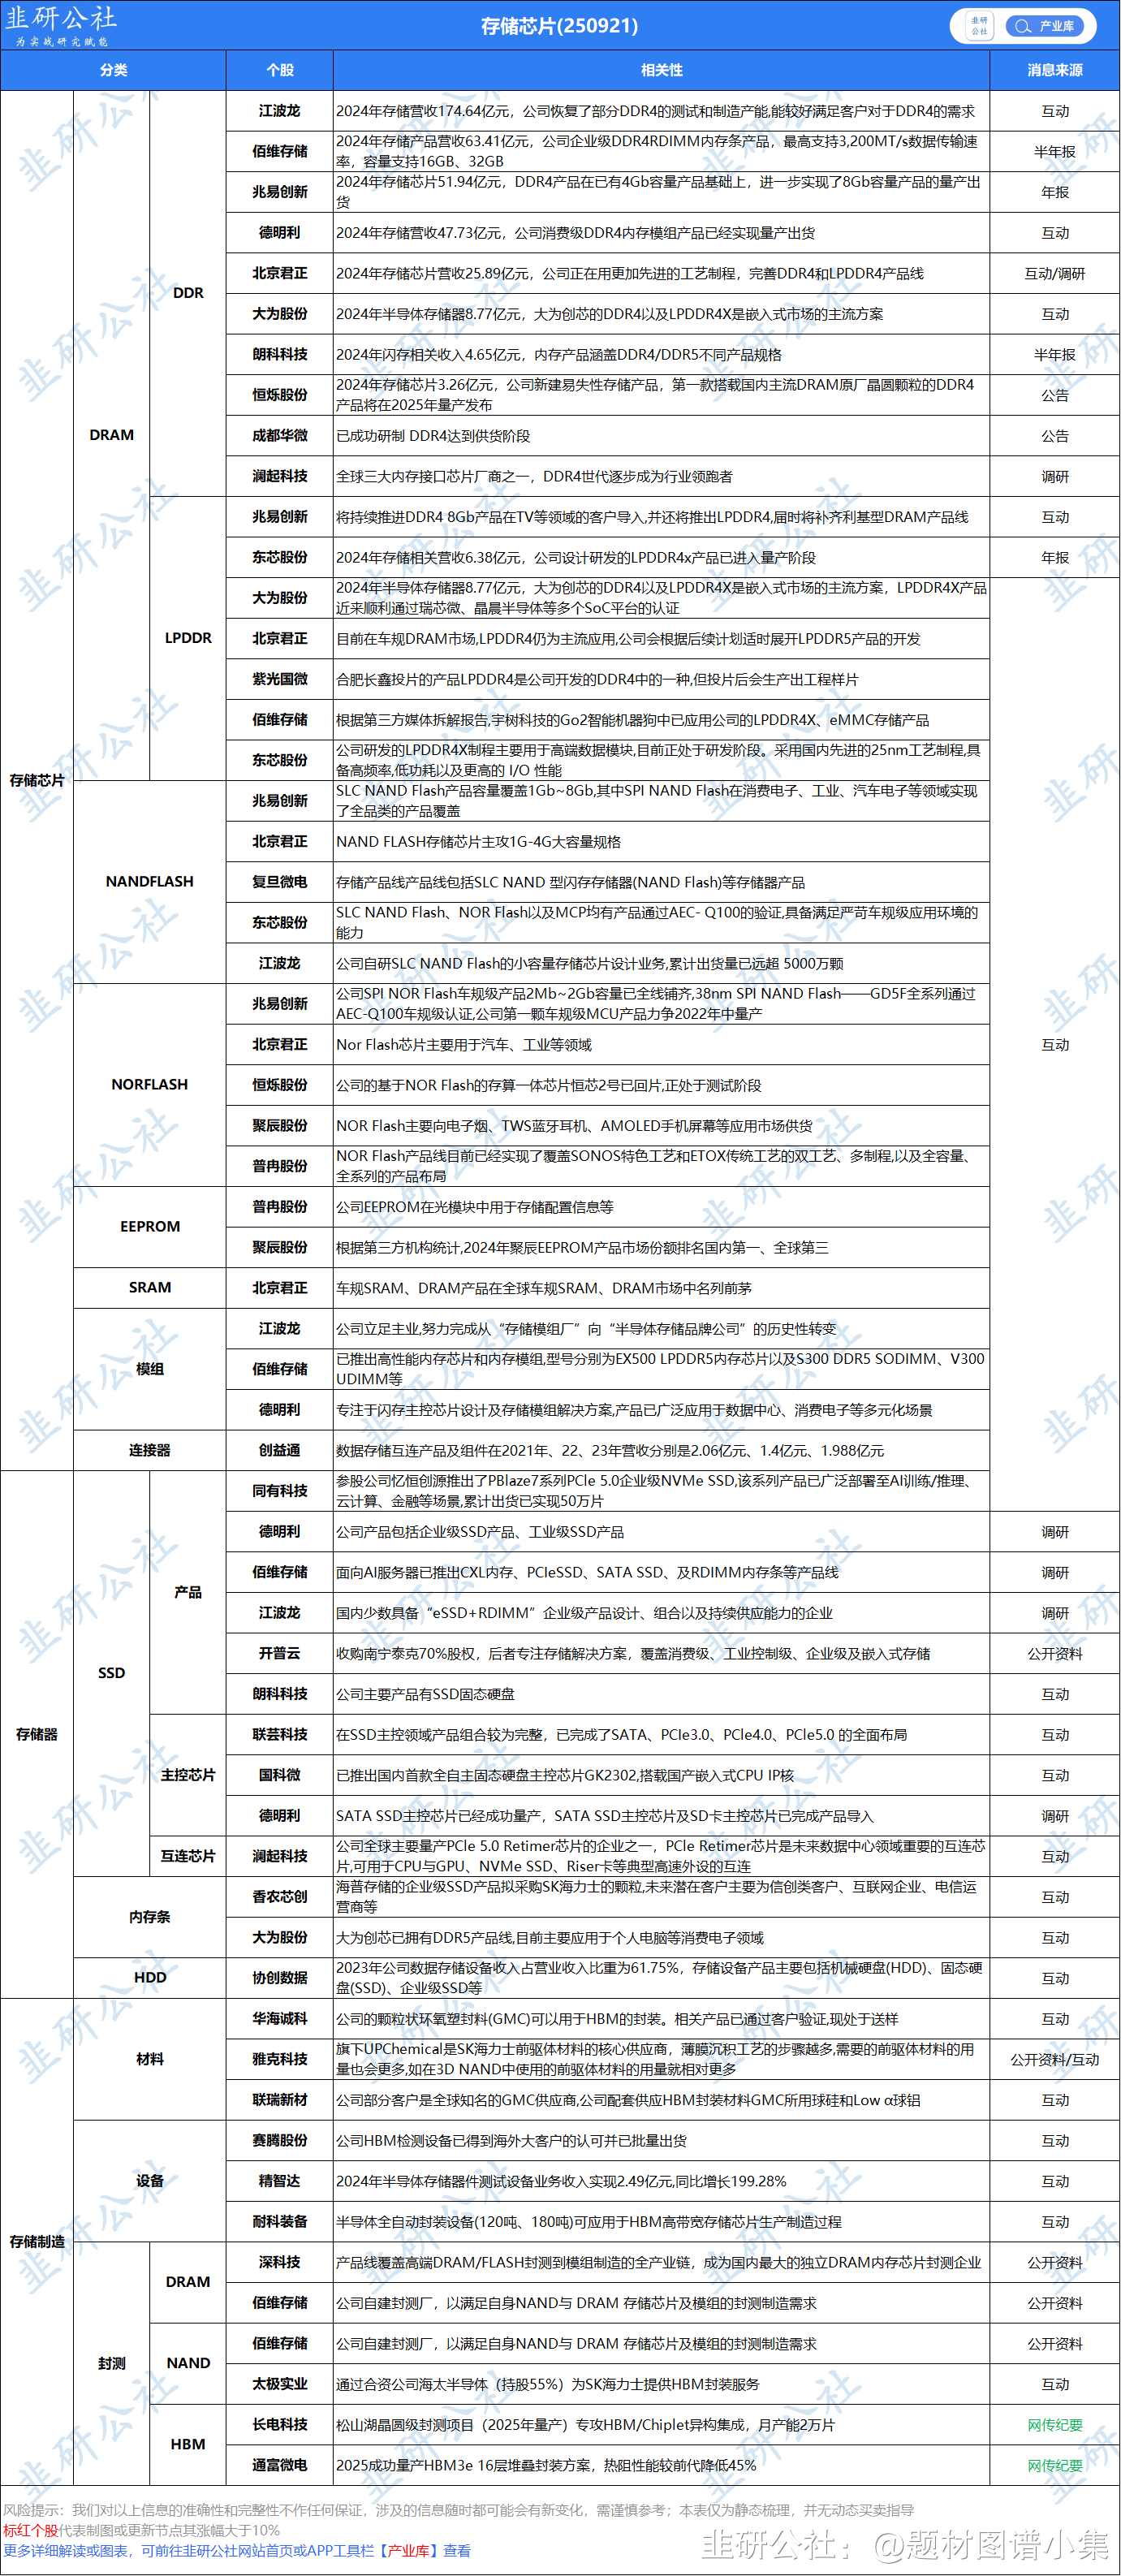 韭研公社
为实战研究赋能
存储芯片(250921)
韭研公社 产业库
分类 个股 相关性 消息来源
存储芯片
DRAM
DDR
江波龙 2024年存储营收174.64亿元，公司恢复了部分DDR4的测试和制造产能,能较好满足客户对于DDR4的需求 互动
佰维存储 2024年存储产品营收63.41亿元，公司企业级DDR4RDIMM内存条产品，最高支持3,200MT/s数据传输速
率，容量支持16GB、32GB 半年报
兆易创新 2024年存储芯片51.94亿元，DDR4产品在已有4Gb容量产品基础上，进一步实现了8Gb容量产品的量产出
货 年报
德明利 2024年存储营收47.73亿元，公司消费级DDR4内存模组产品已经实现量产出货 互动
北京君正 2024年存储芯片营收25.89亿元，公司正在用更加先进的工艺制程，完善DDR4和LPDDR4产品线 互动/调研
大为股份 2024年半导体存储器8.77亿元，大为创芯的DDR4以及LPDDR4X是嵌入式市场的主流方案 互动
朗科科技 2024年闪存相关收入4.65亿元，内存产品涵盖DDR4/DDR5不同产品规格 半年报
恒烁股份 2024年存储芯片3.26亿元，公司新建易失性存储产品，第一款搭载国内主流DRAM原厂晶圆颗粒的DDR4
产品将在2025年量产发布 公告
成都华微 已成功研制 DDR4达到供货阶段 公告
澜起科技 全球三大内存接口芯片厂商之一，DDR4世代逐步成为行业领跑者 调研
LPDDR
兆易创新 将持续推进DDR4 8Gb产品在TV等领域的客户导入,并还将推出LPDDR4,届时将补齐利基型DRAM产品线 互动
东芯股份 2024年存储相关营收6.38亿元，公司设计研发的LPDDR4x产品已进入量产阶段 年报
大为股份 2024年半导体存储器8.77亿元，大为创芯的DDR4以及LPDDR4X是嵌入式市场的主流方案，LPDDR4X产品
近来顺利通过瑞芯微、晶晨半导体等多个SoC平台的认证
北京君正 目前在车规DRAM市场,LPDDR4仍为主流应用,公司会根据后续计划适时展开LPDDR5产品的开发
紫光国微 合肥长鑫投片的产品LPDDR4是公司开发的DDR4中的一种,但投片后会生产出工程样片
佰维存储 根据第三方媒体拆解报告,宇树科技的Go2智能机器狗中已应用公司的LPDDR4X、eMMC存储产品
东芯股份 公司研发的LPDDR4X制程主要用于高端数据模块,目前正处于研发阶段。采用国内先进的25nm工艺制程,具
备高频率,低功耗以及更高的 I/O 性能
NANDFLASH
兆易创新 SLC NAND Flash产品容量覆盖1Gb~8Gb,其中SPI NAND Flash在消费电子、工业、汽车电子等领域实现
了全品类的产品覆盖
北京君正 NAND FLASH存储芯片主攻1G-4G大容量规格
复旦微电 存储产品线产品线包括SLC NAND 型闪存存储器(NAND Flash)等存储器产品
东芯股份 SLC NAND Flash、NOR Flash以及MCP均有产品通过AEC- Q100的验证,具备满足严苛车规级应用环境的
能力
江波龙 公司自研SLC NAND Flash的小容量存储芯片设计业务,累计出货量已远超 5000万颗
NORFLASH
兆易创新 公司SPI NOR Flash车规级产品2Mb~2Gb容量已全线铺齐,38nm SPI NAND Flash——GD5F全系列通过
AEC-Q100车规级认证,公司第一颗车规级MCU产品力争2022年中量产
北京君正 Nor Flash芯片主要用于汽车、工业等领域 互动
恒烁股份 公司的基于NOR Flash的存算一体芯片恒芯2号已回片,正处于测试阶段
聚辰股份 NOR Flash主要向电子烟、TWS蓝牙耳机、AMOLED手机屏幕等应用市场供货
普冉股份 NOR Flash产品线目前已经实现了覆盖SONOS特色工艺和ETOX传统工艺的双工艺、多制程,以及全容量、
全系列的产品布局
EEPROM
普冉股份 公司EEPROM在光模块中用于存储配置信息等
聚辰股份 根据第三方机构统计,2024年聚辰EEPROM产品市场份额排名国内第一、全球第三
SRAM
北京君正 车规SRAM、DRAM产品在全球车规SRAM、DRAM市场中名列前茅
模组
江波龙 公司立足主业,努力完成从“存储模组厂”向“半导体存储品牌公司”的历史性转变
佰维存储 已推出高性能内存芯片和内存模组,型号分别为EX500 LPDDR5内存芯片以及S300 DDR5 SODIMM、V300
UDIMM等
德明利 专注于闪存主控芯片设计及存储模组解决方案,产品已广泛应用于数据中心、消费电子等多元化场景
连接器
创益通 数据存储互连产品及组件在2021年、22、23年营收分别是2.06亿元、1.4亿元、1.988亿元
存储器
SSD
产品
同有科技 参股公司忆恒创源推出了PBlaze7系列PCIe 5.0企业级NVMe SSD,该系列产品已广泛部署至AI训练/推理、
云计算、金融等场景,累计出货已实现50万片
德明利 公司产品包括企业级SSD产品、工业级SSD产品 调研
佰维存储 面向AI服务器已推出CXL内存、PCIeSSD、SATA SSD、及RDIMM内存条等产品线 调研
江波龙 国内少数具备“eSSD+RDIMM”企业级产品设计、组合以及持续供应能力的企业 调研
开普云 收购南宁泰克70%股权，后者专注存储解决方案，覆盖消费级、工业控制级、企业级及嵌入式存储 公开资料
朗科科技 公司主要产品有SSD固态硬盘 互动
主控芯片
联芸科技 在SSD主控领域产品组合较为完整，已完成了SATA、PCIe3.0、PCIe4.0、PCIe5.0 的全面布局 互动
国科微 已推出国内首款全自主固态硬盘主控芯片GK2302,搭载国产嵌入式CPU IP核 互动
德明利 SATA SSD主控芯片已经成功量产，SATA SSD主控芯片及SD卡主控芯片已完成产品导入 调研
互连芯片
澜起科技 公司全球主要量产PCIe 5.0 Retimer芯片的企业之一，PCIe Retimer芯片是未来数据中心领域重要的互连芯
片,可用于CPU与GPU、NVMe SSD、Riser卡等典型高速外设的互连 互动
内存条
香农芯创 海普存储的企业级SSD产品拟采购SK海力士的颗粒,未来潜在客户主要为信创类客户、互联网企业、电信运
营商等 互动
大为股份 大为创芯已拥有DDR5产品线,目前主要应用于个人电脑等消费电子领域 互动
HDD
协创数据 2023年公司数据存储设备收入占营业收入比重为61.75%，存储设备产品主要包括机械硬盘(HDD)、固态硬
盘(SSD)、企业级SSD等 互动
存储制造
材料
华海诚科 公司的颗粒状环氧塑封料(GMC)可以用于HBM的封装。相关产品已通过客户验证,现处于送样 互动
雅克科技 旗下UPChemical是SK海力士前驱体材料的核心供应商，薄膜沉积工艺的步骤越多,需要的前驱体材料的用
量也会更多,如在3D NAND中使用的前驱体材料的用量就相对更多 公开资料/互动
联瑞新材 公司部分客户是全球知名的GMC供应商,公司配套供应HBM封装材料GMC所用球硅和Low α球铝 互动
设备
赛腾股份 公司HBM检测设备已得到海外大客户的认可并已批量出货 互动
精智达 2024年半导体存储器件测试设备业务收入实现2.49亿元,同比增长199.28% 互动
耐科装备 半导体全自动封装设备(120吨、180吨)可应用于HBM高带宽存储芯片生产制造过程 互动
封测
DRAM
深科技 产品线覆盖高端DRAM/FLASH封测到模组制造的全产业链，成为国内最大的独立DRAM内存芯片封测企业 公开资料
佰维存储 公司自建封测厂，以满足自身NAND与 DRAM 存储芯片及模组的封测制造需求 公开资料
NAND
佰维存储 公司自建封测厂，以满足自身NAND与 DRAM 存储芯片及模组的封测制造需求 公开资料
太极实业 通过合资公司海太半导体（持股55%）为SK海力士提供HBM封装服务 互动
HBM
长电科技 松山湖晶圆级封测项目（2025年量产）专攻HBM/Chiplet异构集成，月产能2万片 网传纪要
通富微电 2025成功量产HBM3e 16层堆叠封装方案，热阻性能较前代降低45% 网传纪要
风险提示：我们对以上信息的准确性和完整性不作任何保证，涉及的信息随时都可能会有新变化，需谨慎参考；本表仅为静态梳理，并无动态买卖指导
标红个股代表制图或更新节点其涨幅大于10%
更多详细解读或图表，可前往韭研公社网站首页或APP工具栏【产业库】查看
韭研公社：@题材图谱小集